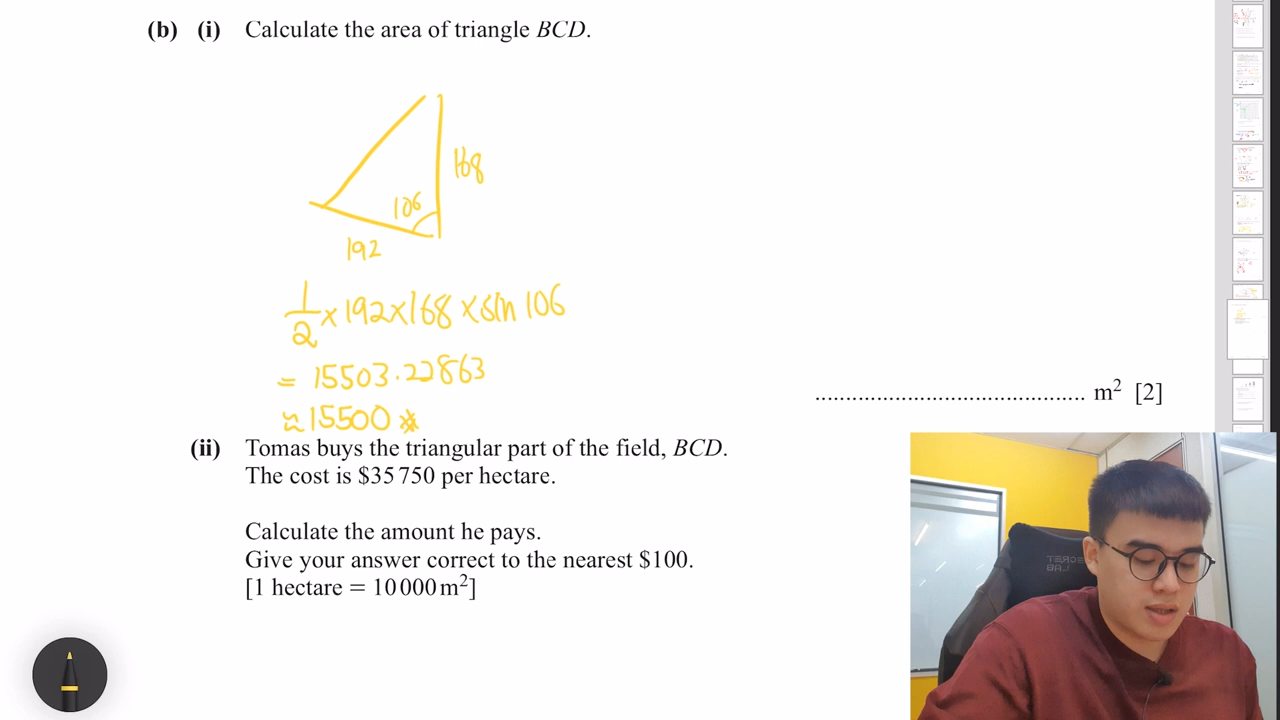 (b) (i) Calculate the area of triangle BCD.
168
106
192
1/2 × 192 × 168 × sin 106
= 15503.22863
≈ 15500 *
........................................... m² [2]
(ii) Tomas buys the triangular part of the field, BCD.
The cost is $35 750 per hectare.
Calculate the amount he pays.
Give your answer correct to the nearest $100.
[1 hectare = 10 000 m²]
SECRET
LAB